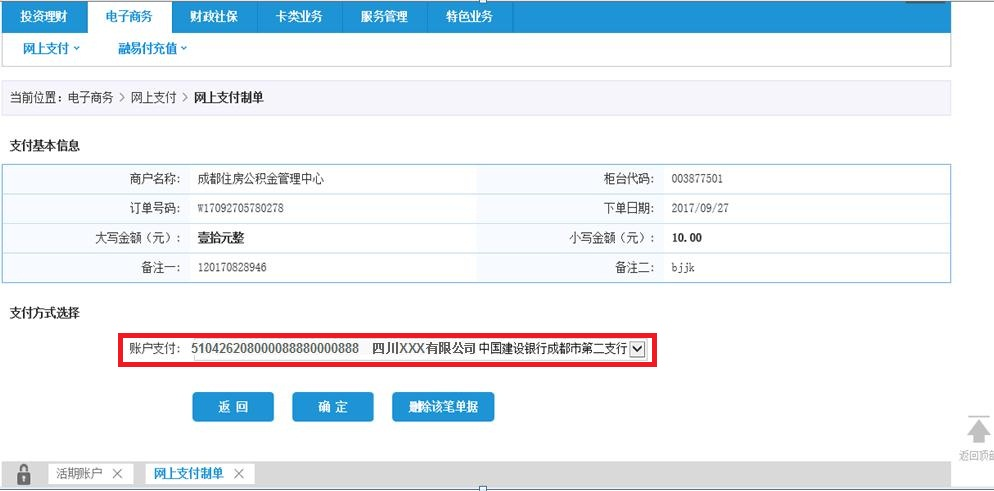 投资理财 电子商务 财政社保 卡类业务 服务管理 特色业务
网上支付 融易付充值
当前位置: 电子商务 > 网上支付 > 网上支付制单
支付基本信息
商户名称: 成都住房公积金管理中心 柜台代码: 003877501
订单号码: W17092705780278 下单日期: 2017/09/27
大写金额（元）: 壹拾元整 小写金额（元）: 10.00
备注一: 120170828946 备注二: bjjk
支付方式选择
账户支付: 510426208000088880000888 四川XXX有限公司 中国建设银行成都市第二支行
返 回 确 定 删除该笔单据
返回顶部
活期账户 × 网上支付制单 ×